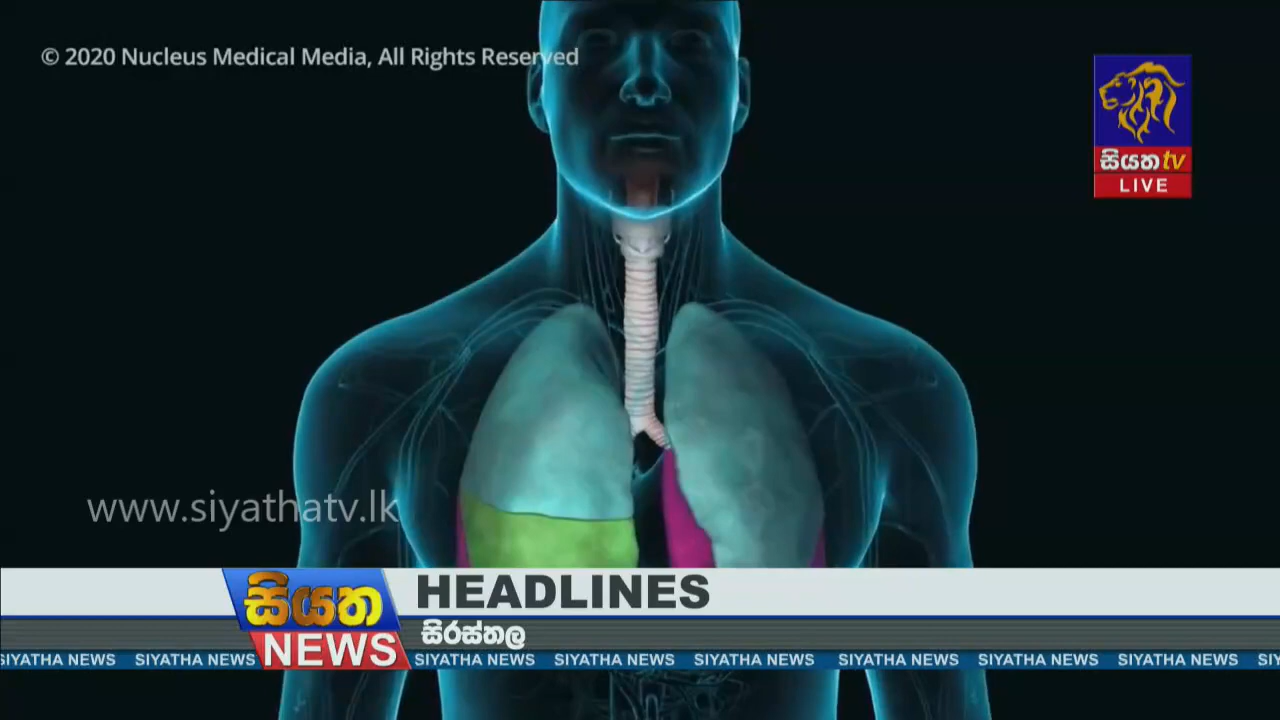 © 2020 Nucleus Medical Media, All Rights Reserved
සියත tv
LIVE
www.siyathatv.lk
සියත
NEWS
HEADLINES
සිරස්තල
SIYATHA NEWS SIYATHA NEWS SIYATHA NEWS SIYATHA NEWS SIYATHA NEWS SIYATHA NEWS SIYATHA NEWS SIYATHA NEWS SI